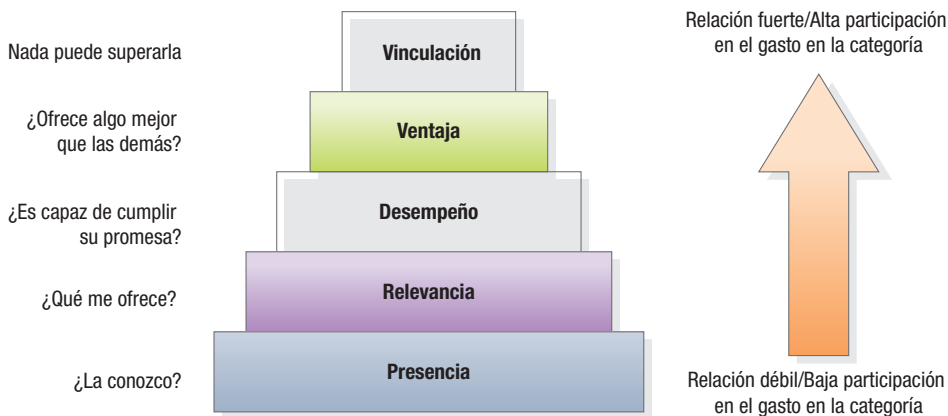 Relación fuerte/Alta participación
en el gasto en la categoría
Nada puede superarla
Vinculación
¿Ofrece algo mejor
que las demás?
Ventaja
¿Es capaz de cumplir
su promesa?
Desempeño
¿Qué me ofrece?
Relevancia
¿La conozco?
Presencia
Relación débil/Baja participación
en el gasto en la categoría